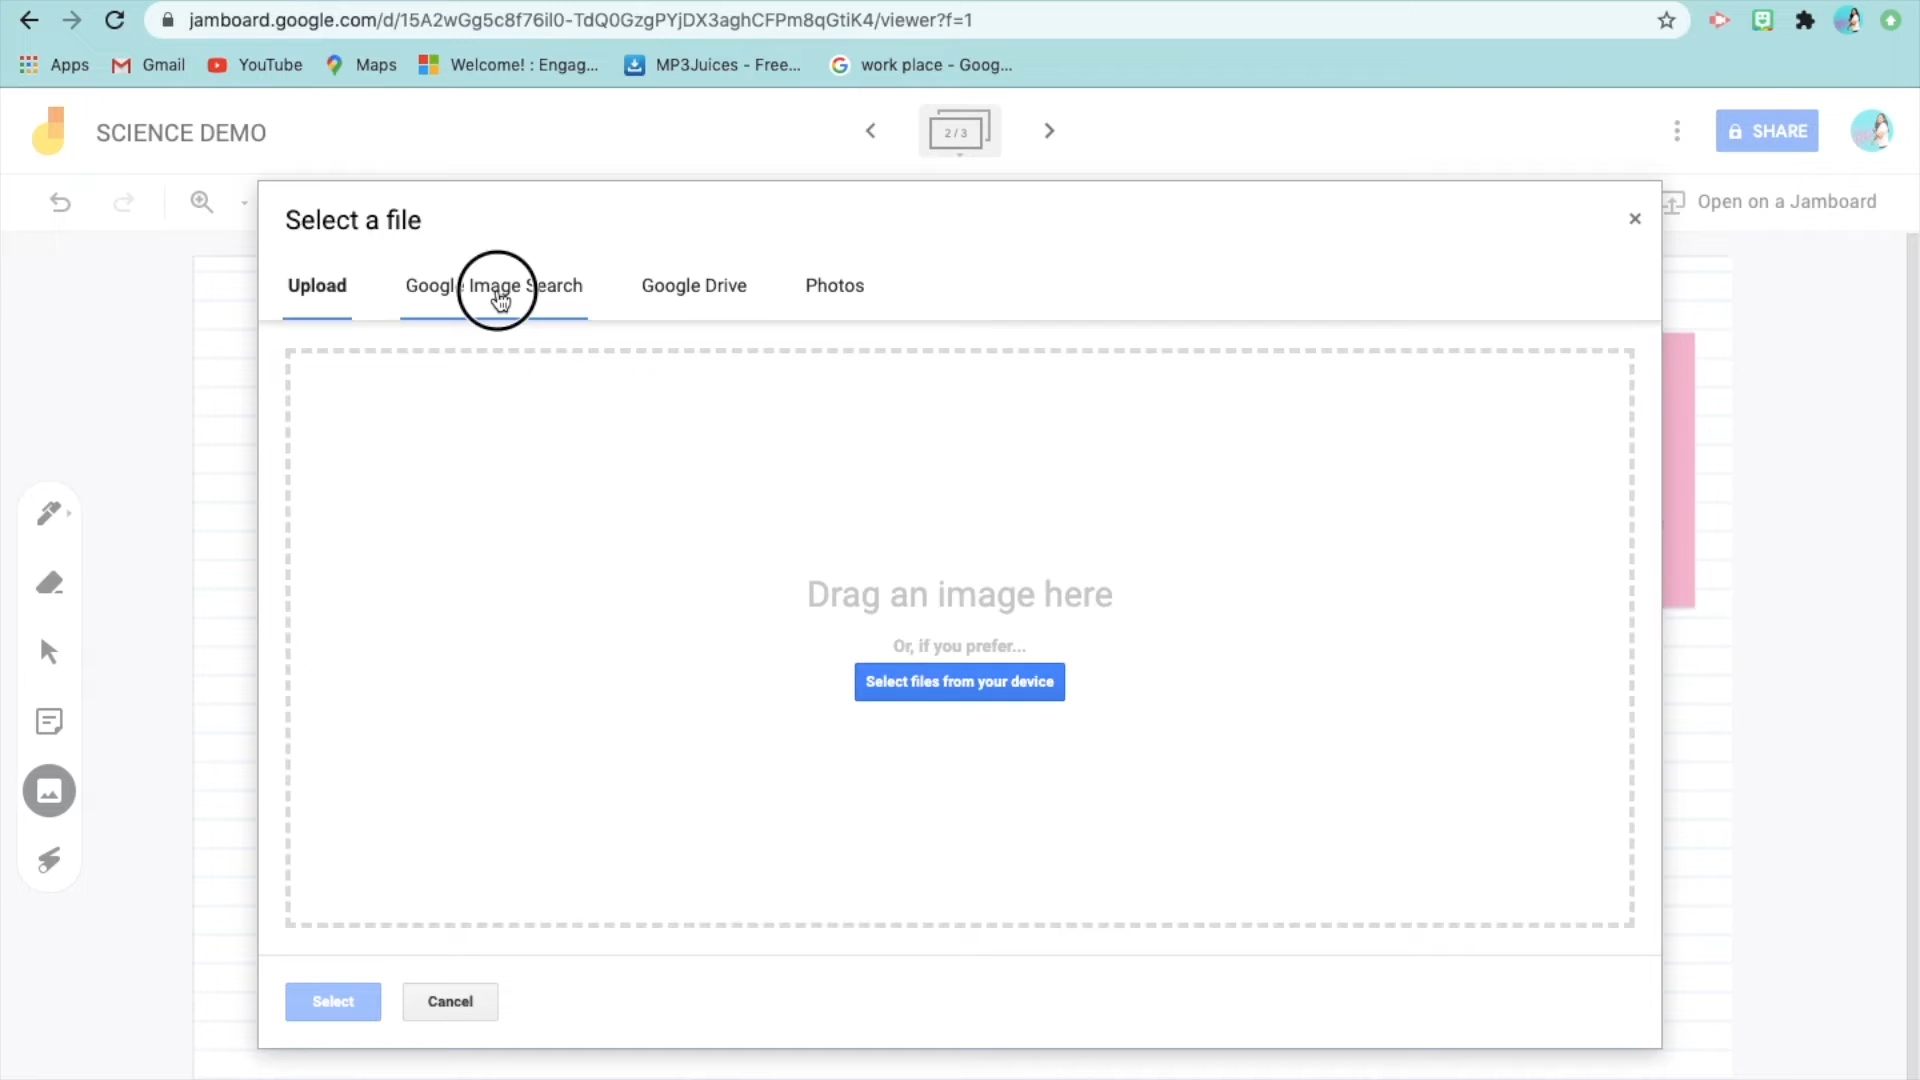 jamboard.google.com/d/15A2wGg5c8f76il0-TdQ0GzgPYjDX3aghCFPm8qGtiK4/viewer?f=1
Apps Gmail YouTube Maps Welcome! : Engag... MP3Juices - Free... work place - Goog...
SCIENCE DEMO 2 / 3 SHARE
Open on a Jamboard
Select a file
Upload Google Image Search Google Drive Photos
Drag an image here
Or, if you prefer...
Select files from your device
Select Cancel